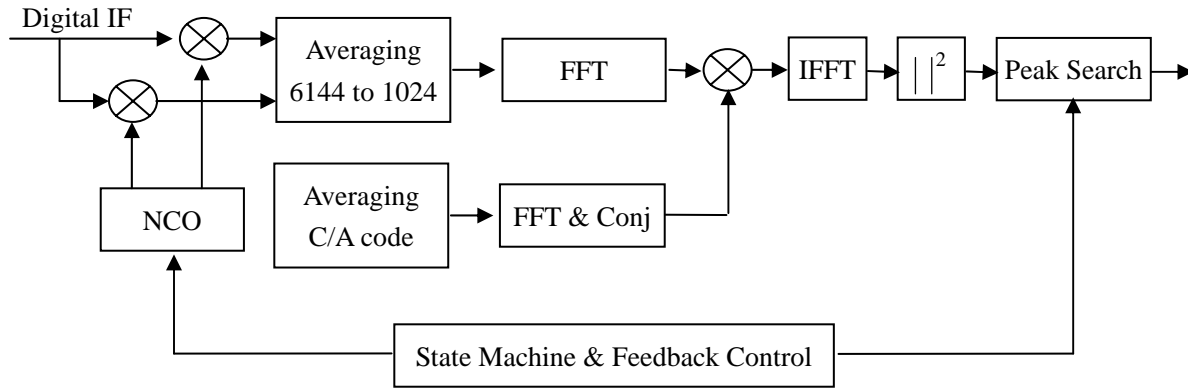 Digital IF
Averaging
6144 to 1024
FFT
IFFT
| |²
Peak Search
NCO
Averaging
C/A code
FFT & Conj
State Machine & Feedback Control